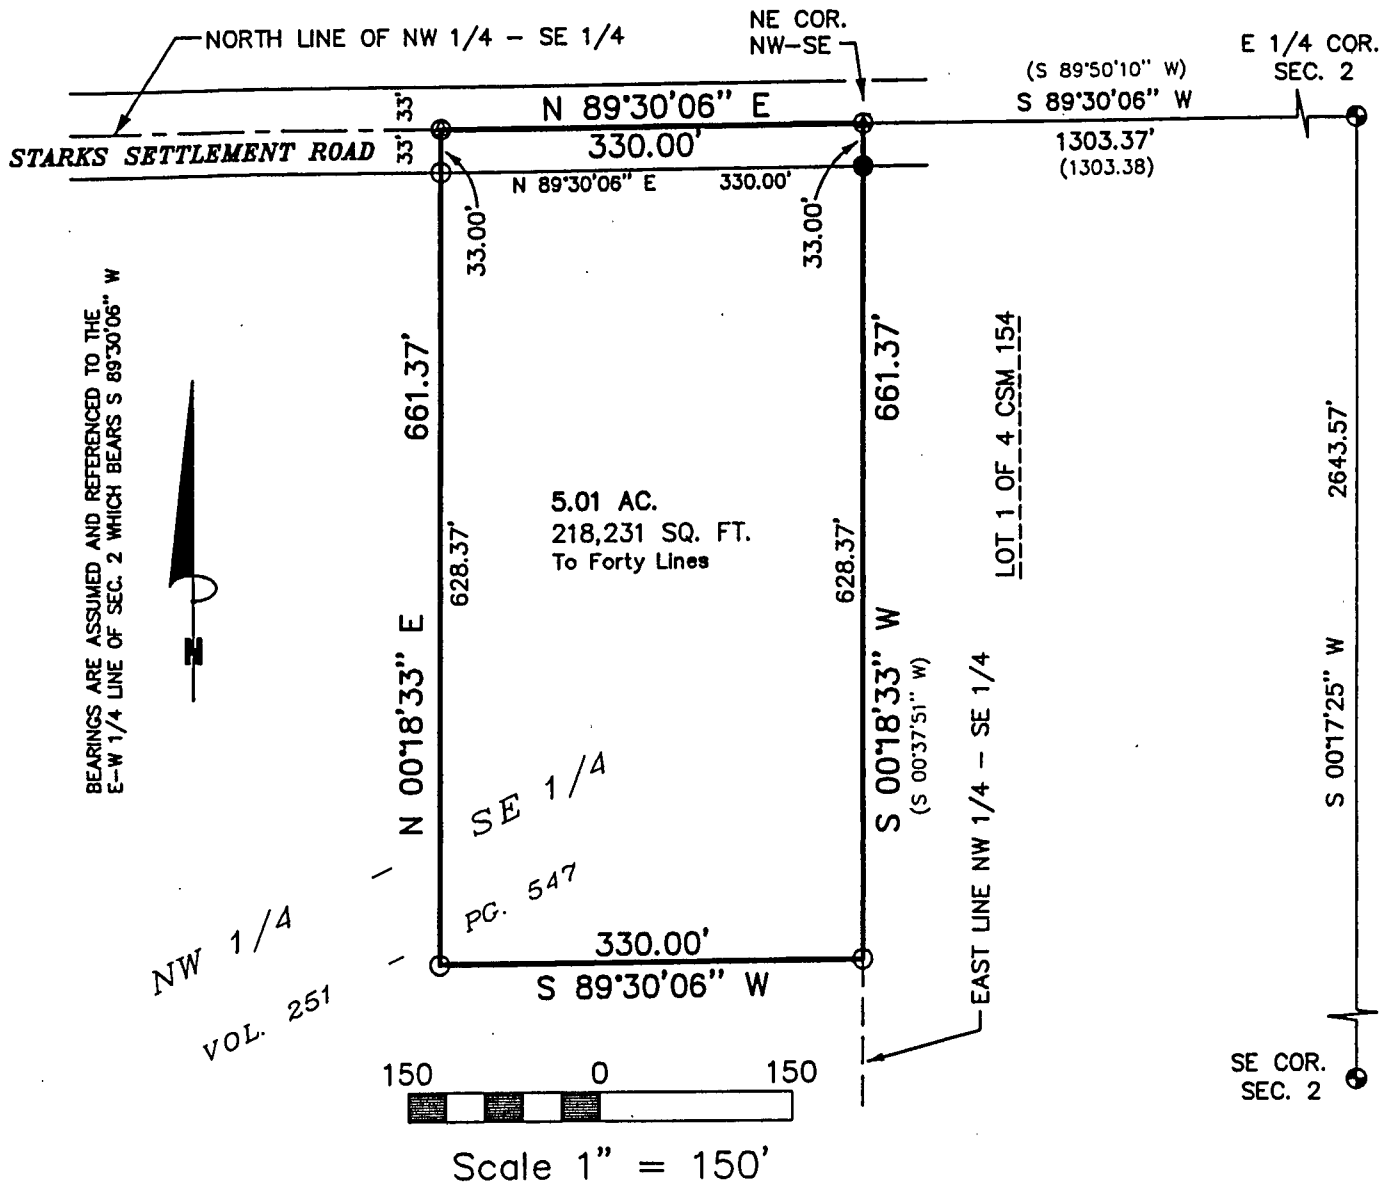 NORTH LINE OF NW 1/4 - SE 1/4
NE COR.
NW-SE
E 1/4 COR.
SEC. 2
(S 89°50'10" W)
S 89°30'06" W
1303.37'
(1303.38)
33'
33'
N 89°30'06" E
330.00'
STARKS SETTLEMENT ROAD
N 89°30'06" E 330.00'
33.00'
33.00'
BEARINGS ARE ASSUMED AND REFERENCED TO THE
E-W 1/4 LINE OF SEC. 2 WHICH BEARS S 89°30'06" W
N
661.37'
628.37'
N 00°18'33" E
5.01 AC.
218,231 SQ. FT.
To Forty Lines
661.37'
628.37'
S 00°18'33" W
(S 00°37'51" W)
LOT 1 OF 4 CSM 154
EAST LINE NW 1/4 - SE 1/4
2643.57'
S 00°17'25" W
NW 1/4 - SE 1/4
VOL. 251 - PG. 547
330.00'
S 89°30'06" W
SE COR.
SEC. 2
150 0 150
Scale 1" = 150'